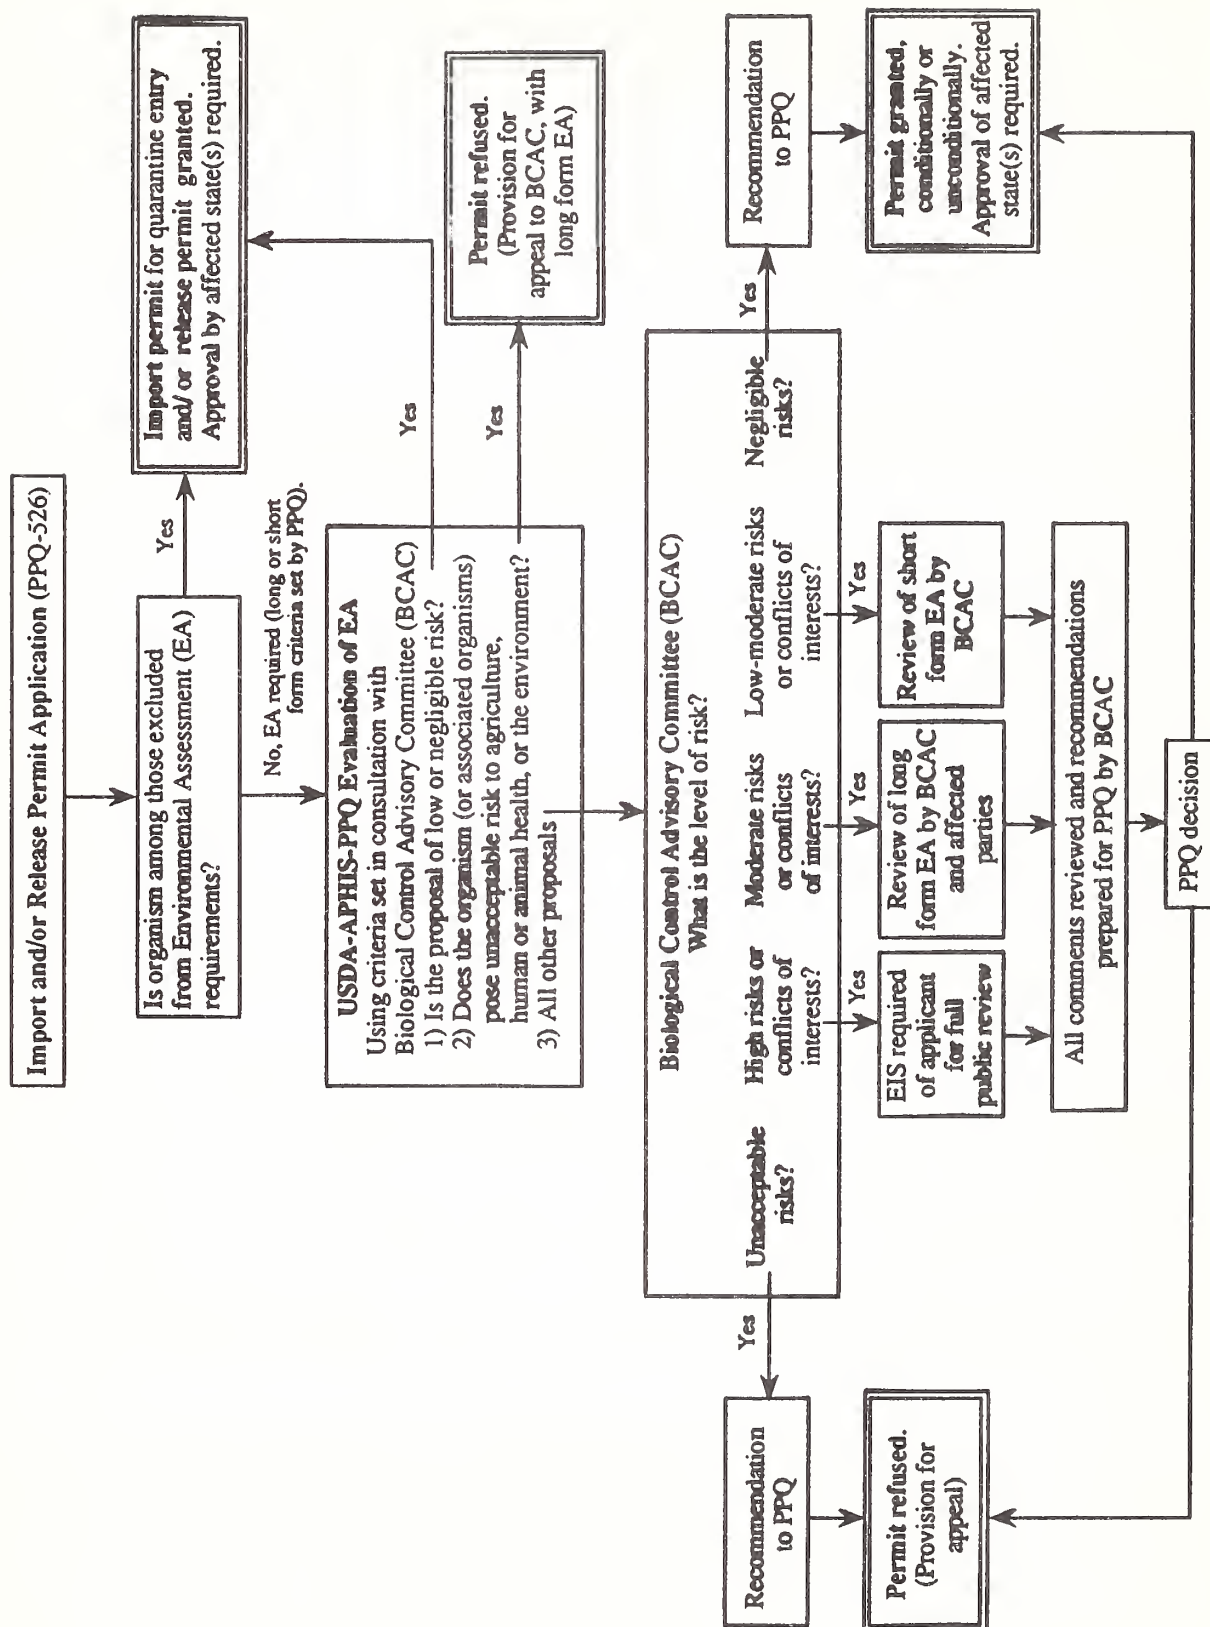 Import and/or Release Permit Application (PPQ-526)
Is organism among those excluded
from Environmental Assessment (EA)
requirements?
Yes
Import permit for quarantine entry
and/ or release permit granted.
Approval by affected state(s) required.
No, EA required (long or short
form criteria set by PPQ).
USDA-APHIS-PPQ Evaluation of EA
Using criteria set in consultation with
Biological Control Advisory Committee (BCAC)
1) Is the proposal of low or negligible risk?
2) Does the organism (or associated organisms)
pose unacceptable risk to agriculture,
human or animal health, or the environment?
3) All other proposals
Yes
Yes
Permit refused.
(Provision for
appeal to BCAC, with
long form EA)
Biological Control Advisory Committee (BCAC)
What is the level of risk?
Unacceptable
risks?
High risks or
conflicts of
interests?
Moderate risks
or conflicts
of interests?
Low-moderate risks
or conflicts of
interests?
Negligible
risks?
Yes
Yes
Yes
Yes
Yes
Recommendation
to PPQ
Permit refused.
(Provision for
appeal)
EIS required
of applicant
for full
public review
Review of long
form EA by BCAC
and affected
parties
Review of short
form EA by
BCAC
Recommendation
to PPQ
Permit granted,
conditionally or
unconditionally.
Approval of affected
state(s) required.
All comments reviewed and recommendations
prepared for PPQ by BCAC
PPQ decision